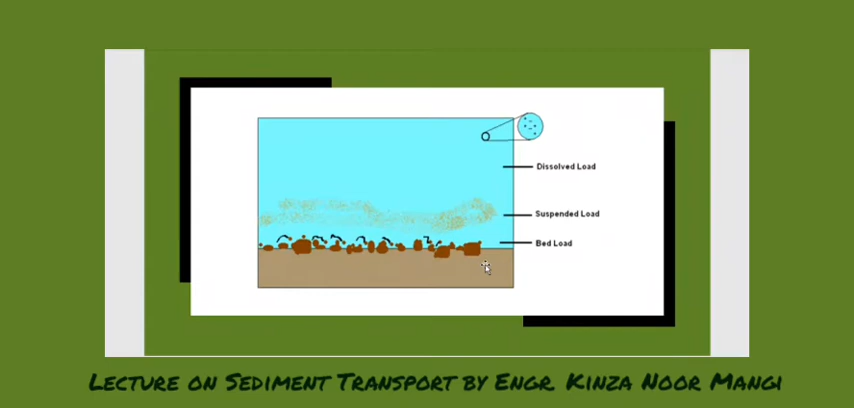 Dissolved Load
Suspended Load
Bed Load
Lecture on Sediment Transport by Engr. Kinza Noor Mangi